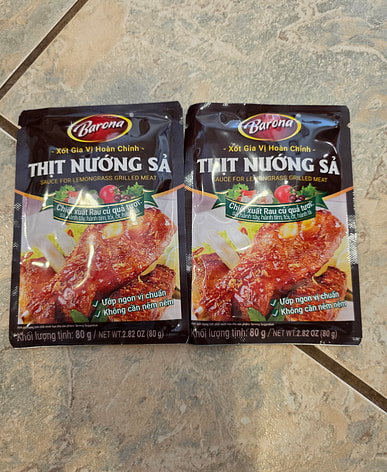 Barona
- Xốt Gia Vị Hoàn Chỉnh -
THỊT NƯỚNG SẢ
SAUCE FOR LEMONGRASS GRILLED MEAT
Chiết xuất Rau củ quả tươi
✓ Ướp ngon vị chuẩn
✓ Không cần nêm nếm
Khối lượng tịnh: 80 g / NET WT 2.82 OZ (80 g)
Barona
- Xốt Gia Vị Hoàn Chỉnh -
THỊT NƯỚNG SẢ
SAUCE FOR LEMONGRASS GRILLED MEAT
Chiết xuất Rau củ quả tươi
✓ Ướp ngon vị chuẩn
✓ Không cần nêm nếm
Khối lượng tịnh: 80 g / NET WT 2.82 OZ (80 g)